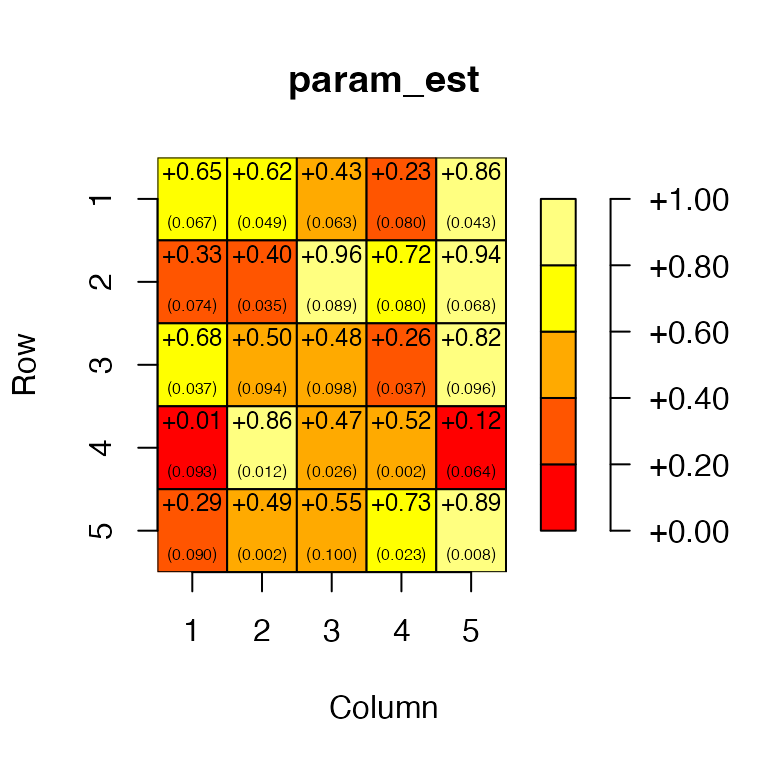 param_est
Row
1
+0.65 +0.62 +0.43 +0.23 +0.86
(0.067) (0.049) (0.063) (0.080) (0.043)
2
+0.33 +0.40 +0.96 +0.72 +0.94
(0.074) (0.035) (0.089) (0.080) (0.068)
3
+0.68 +0.50 +0.48 +0.26 +0.82
(0.037) (0.094) (0.098) (0.037) (0.096)
4
+0.01 +0.86 +0.47 +0.52 +0.12
(0.093) (0.012) (0.026) (0.002) (0.064)
5
+0.29 +0.49 +0.55 +0.73 +0.89
(0.090) (0.002) (0.100) (0.023) (0.008)
1 2 3 4 5
Column
+1.00
+0.80
+0.60
+0.40
+0.20
+0.00